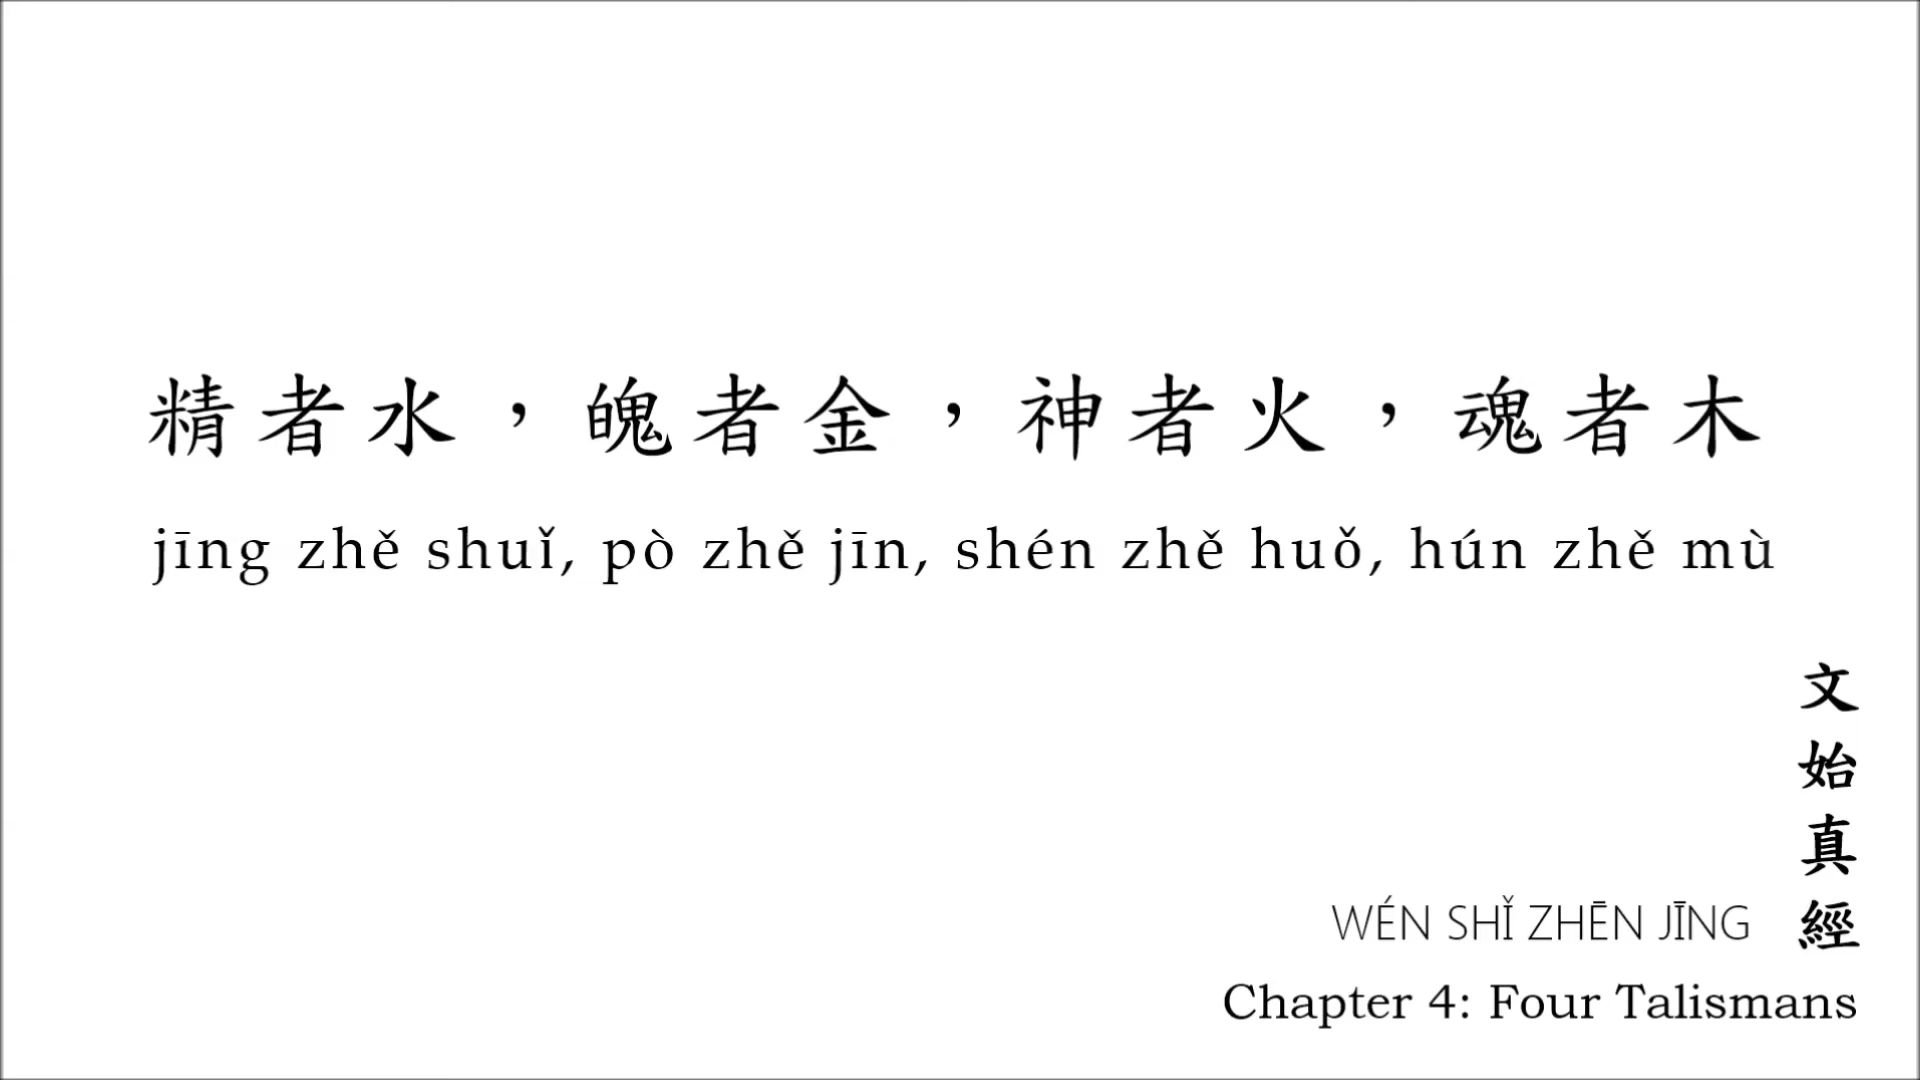 精者水，魄者金，神者火，魂者木
jīng zhě shuǐ, pò zhě jīn, shén zhě huǒ, hún zhě mù
文始真經
WÉN SHǏ ZHĒN JĪNG
Chapter 4: Four Talismans